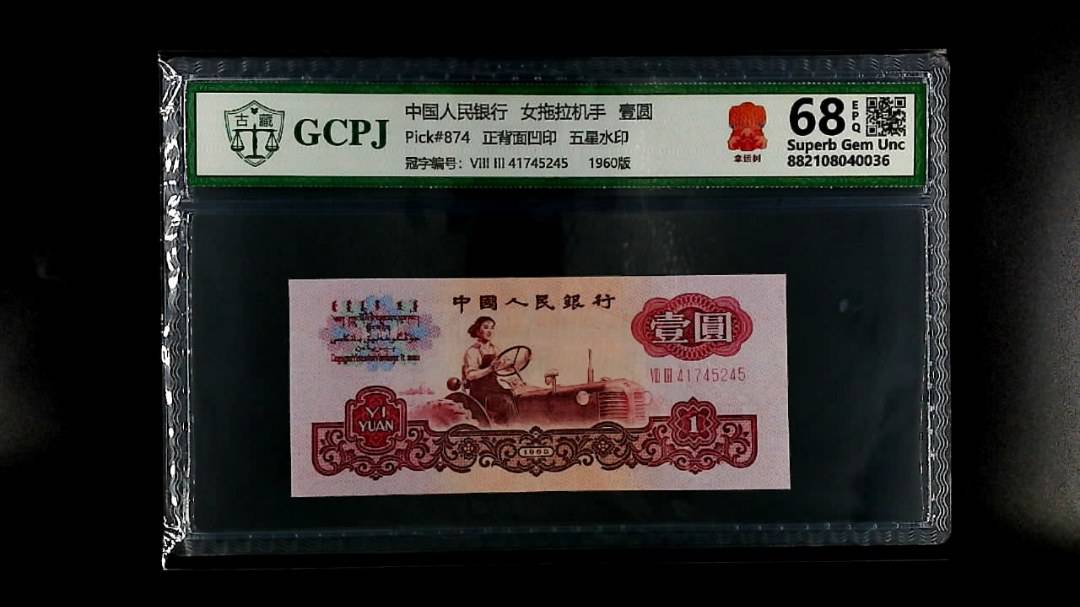 古藏
GCPJ
中国人民银行 女拖拉机手 壹圆
Pick#874 正背面凹印 五星水印
冠字编号: VIII III 41745245 1960版
68 EPQ
Superb Gem Unc
882108040036
中國人民銀行
壹圓
VIII III 41745245
YI
YUAN
1
1960